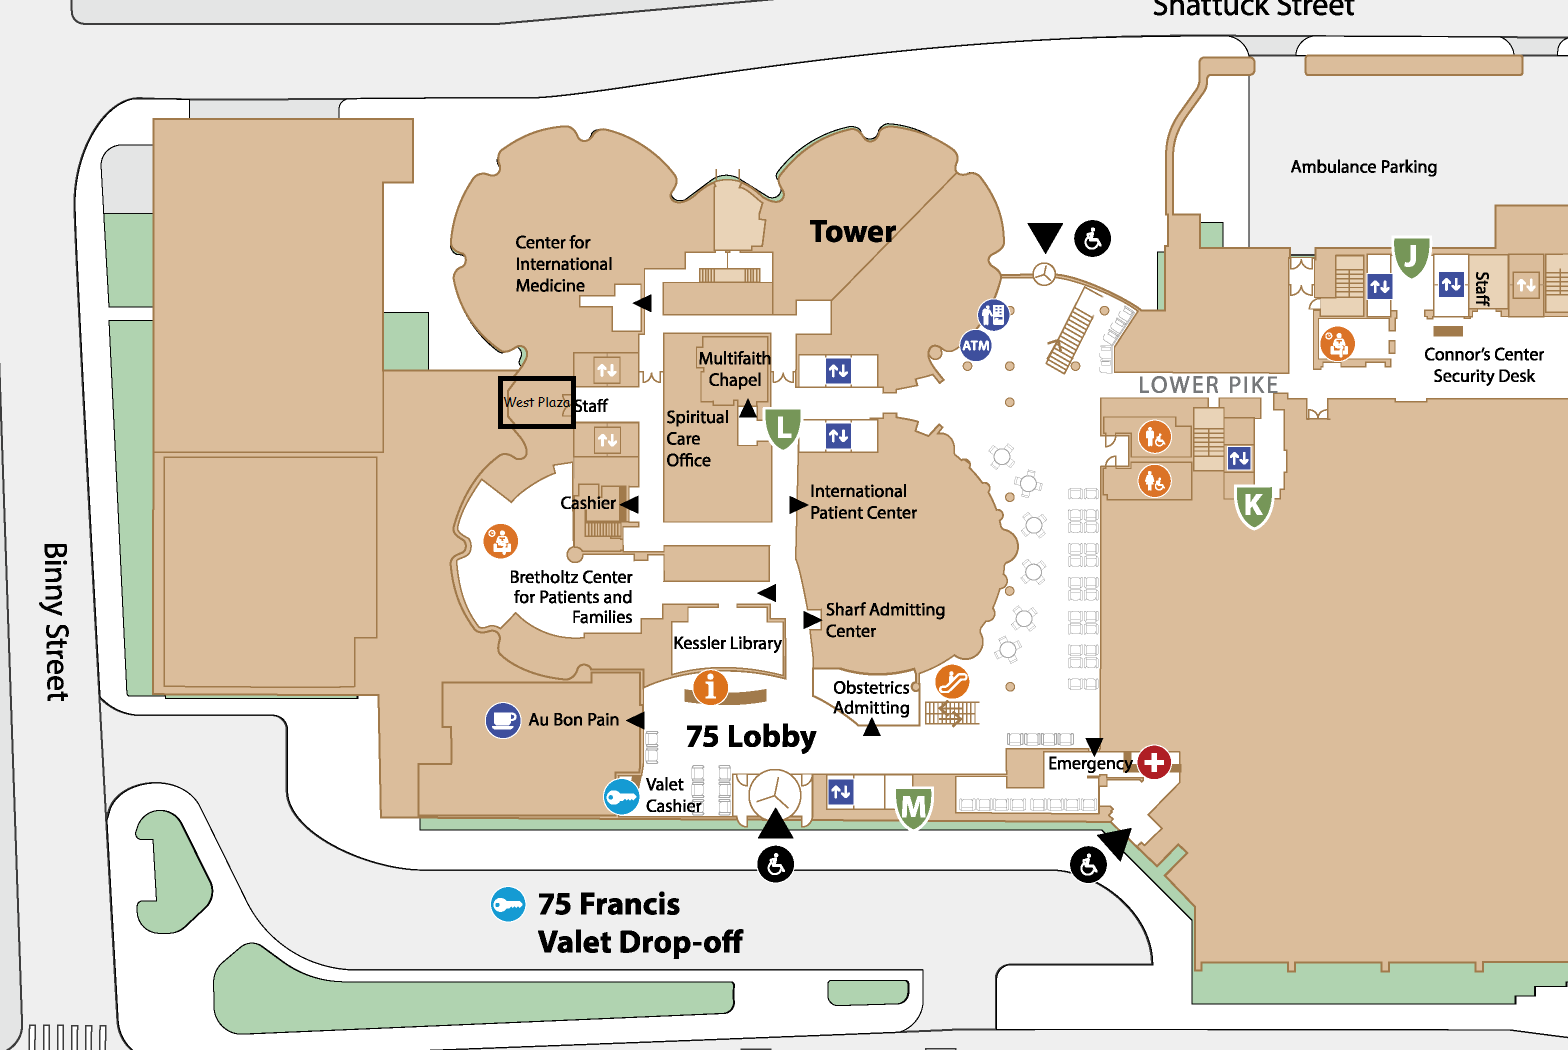 Shattuck Street
Ambulance Parking
Tower
Center for
International
Medicine
J
Staff
ATM
Connor's Center
Security Desk
Multifaith
Chapel
LOWER PIKE
West Plaza
Staff
Spiritual
Care
Office
L
Cashier
International
Patient Center
K
Binny Street
Bretholtz Center
for Patients and
Families
Sharf Admitting
Center
Kessler Library
i
Obstetrics
Admitting
Au Bon Pain
75 Lobby
Emergency
Valet
Cashier
M
75 Francis
Valet Drop-off